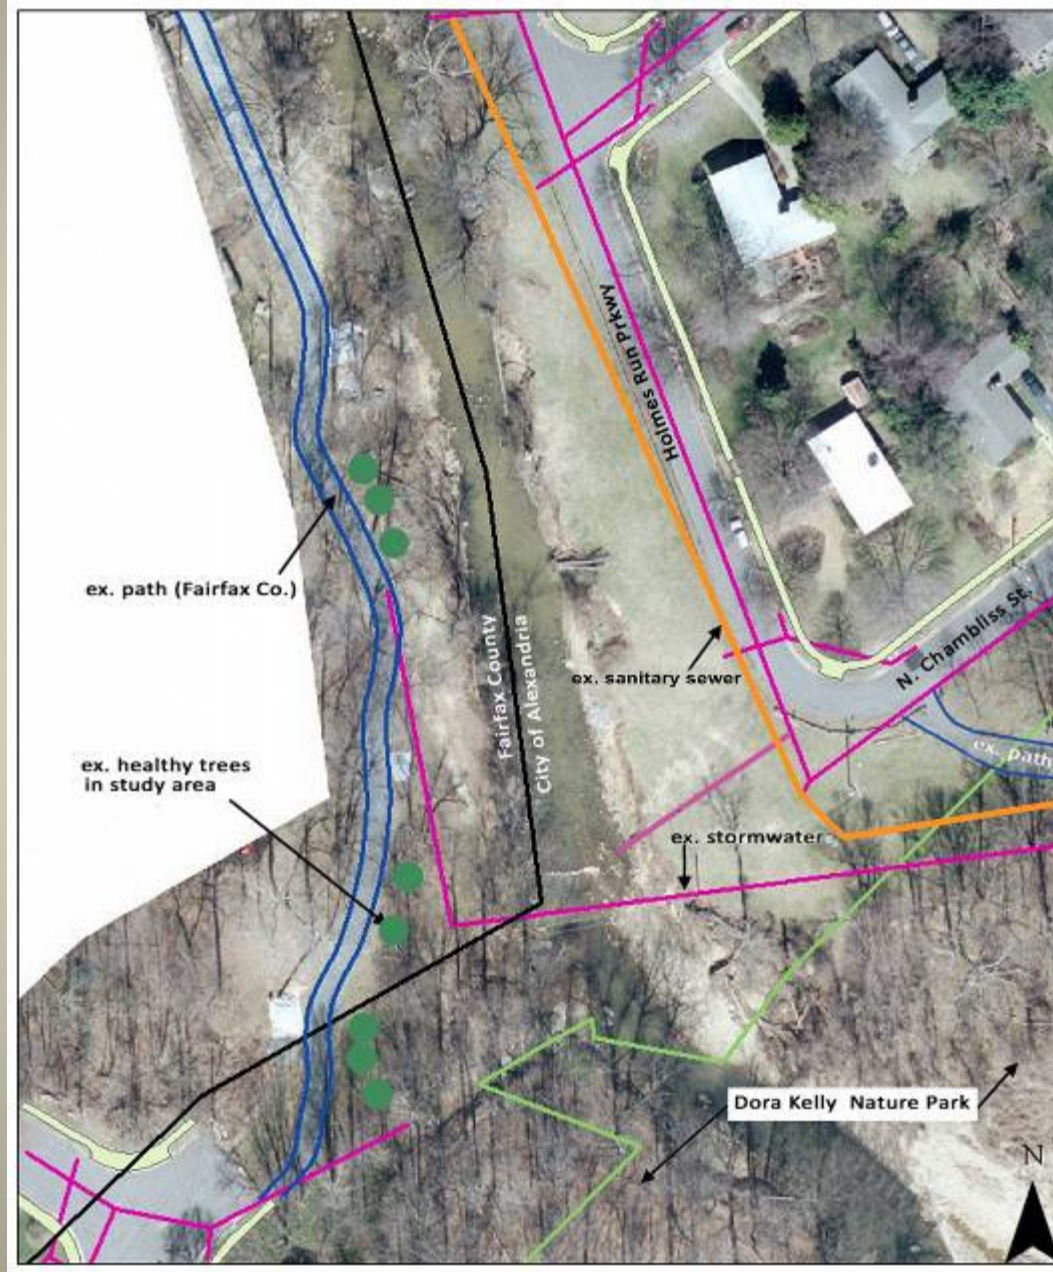 Holmes Run Prkwy
ex. path (Fairfax Co.)
Fairfax County
City of Alexandria
N. Chambliss St.
ex. sanitary sewer
ex. path
ex. healthy trees
in study area
ex. stormwater
Dora Kelly Nature Park
N